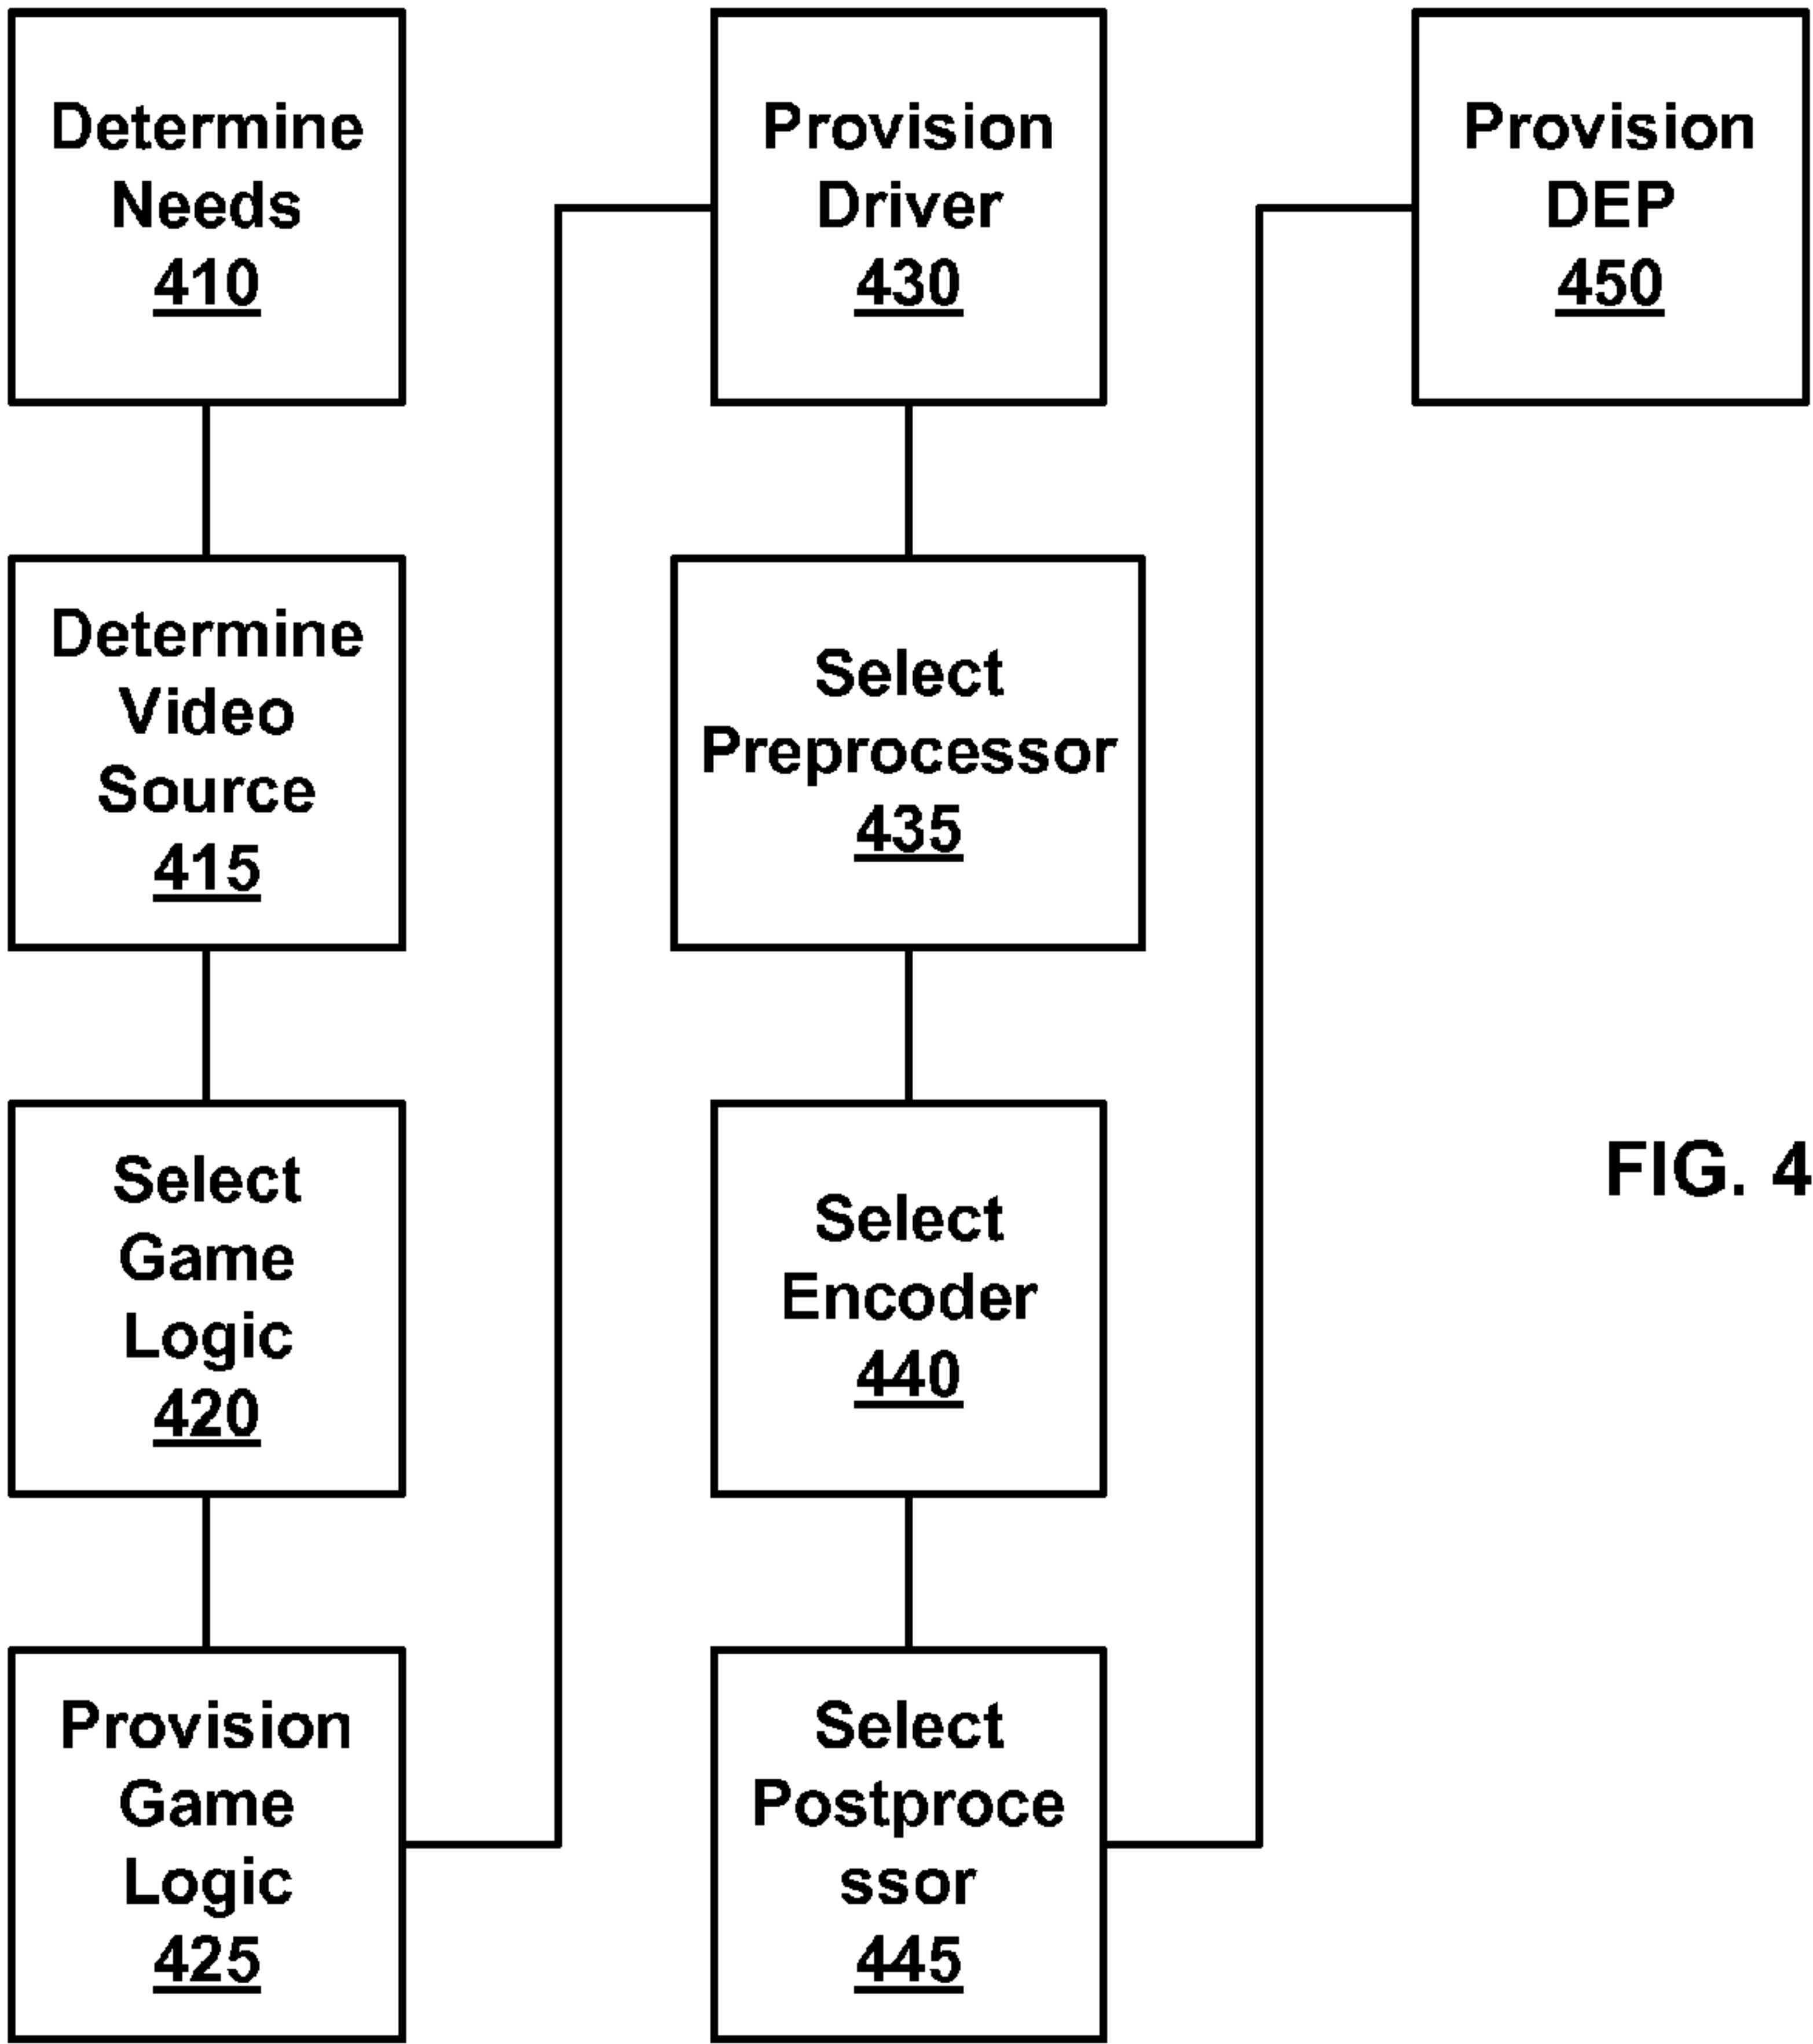 Determine
Needs
410
Determine
Video
Source
415
Select
Game
Logic
420
Provision
Game
Logic
425
Provision
Driver
430
Select
Preprocessor
435
Select
Encoder
440
Select
Postproce
ssor
445
Provision
DEP
450
FIG. 4